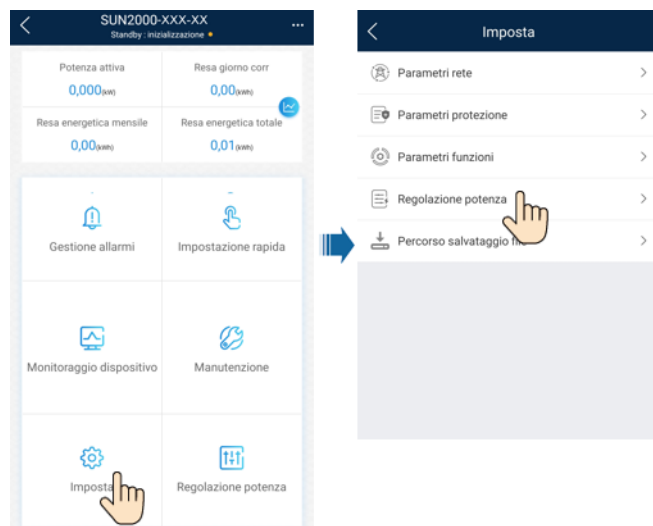 SUN2000-XXX-XX
Standby : inizializzazione
Potenza attiva
0,000(kW)
Resa giorno corr
0,00(kWh)
Resa energetica mensile
0,00(kWh)
Resa energetica totale
0,01(kWh)
Gestione allarmi
Impostazione rapida
Monitoraggio dispositivo
Manutenzione
Imposta
Regolazione potenza
Imposta
Parametri rete
Parametri protezione
Parametri funzioni
Regolazione potenza
Percorso salvataggio